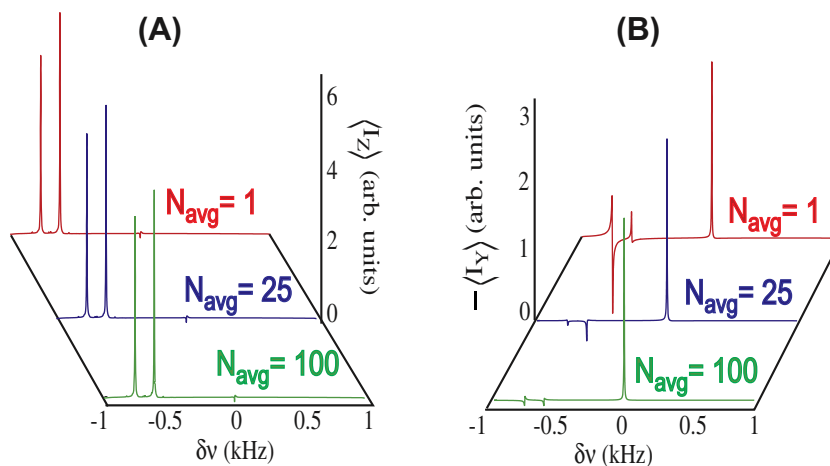 (A)
(B)
6
4
2
0
⟨I_Z⟩ (arb. units)
N_avg= 1
N_avg= 25
N_avg= 100
-1
-0.5
0
0.5
1
δν (kHz)
3
2
1
0
−⟨I_Y⟩ (arb. units)
N_avg= 1
N_avg= 25
N_avg= 100
-1
-0.5
0
0.5
1
δν (kHz)